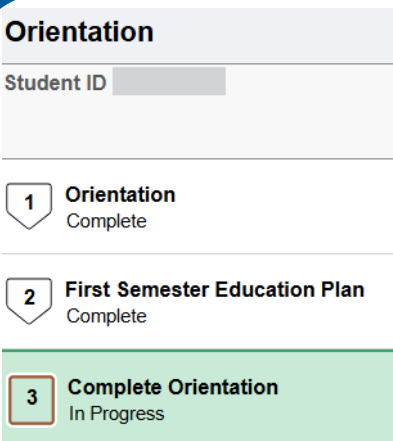 Orientation
Student ID
1 Orientation
Complete
2 First Semester Education Plan
Complete
3 Complete Orientation
In Progress